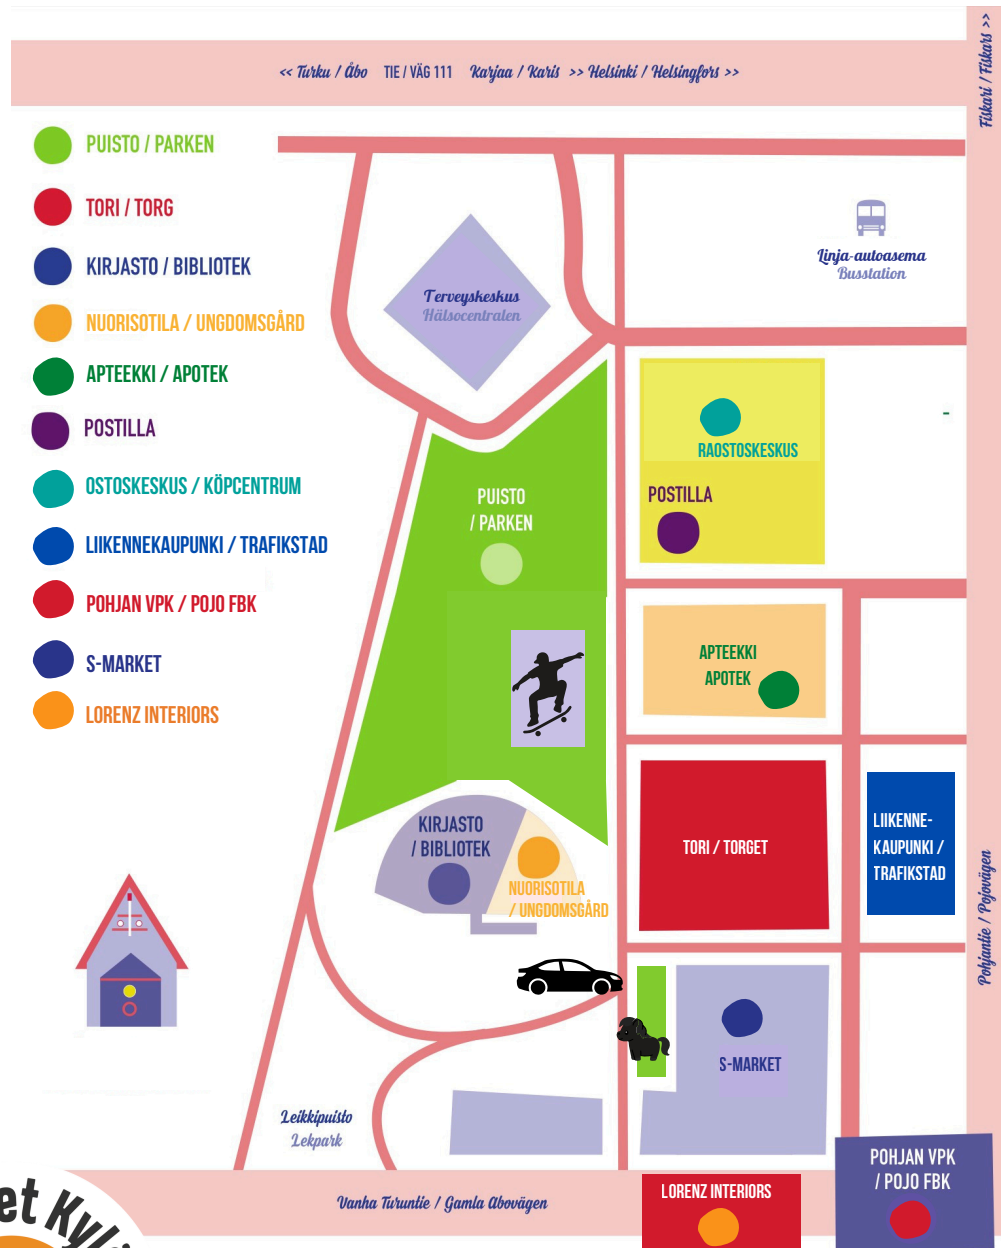 << Turku / Åbo TIE / VÄG 111 Karjaa / Karis >> Helsinki / Helsingfors >>
Fiskari / Fiskars >>
PUISTO / PARKEN
TORI / TORG
KIRJASTO / BIBLIOTEK
NUORISOTILA / UNGDOMSGÅRD
APTEEKKI / APOTEK
POSTILLA
OSTOSKESKUS / KÖPCENTRUM
LIIKENNEKAUPUNKI / TRAFIKSTAD
POHJAN VPK / POJO FBK
S-MARKET
LORENZ INTERIORS
Terveyskeskus
Hälsocentralen
Linja-autoasema
Busstation
RAOSTOSKESKUS
POSTILLA
PUISTO
/ PARKEN
APTEEKKI
APOTEK
KIRJASTO
/ BIBLIOTEK
NUORISOTILA
/ UNGDOMSGÅRD
TORI / TORGET
LIIKENNE-
KAUPUNKI /
TRAFIKSTAD
Pohjantie / Pojovägen
S-MARKET
Leikkipuisto
Lekpark
Vanha Turuntie / Gamla Abovägen
LORENZ INTERIORS
POHJAN VPK
/ POJO FBK